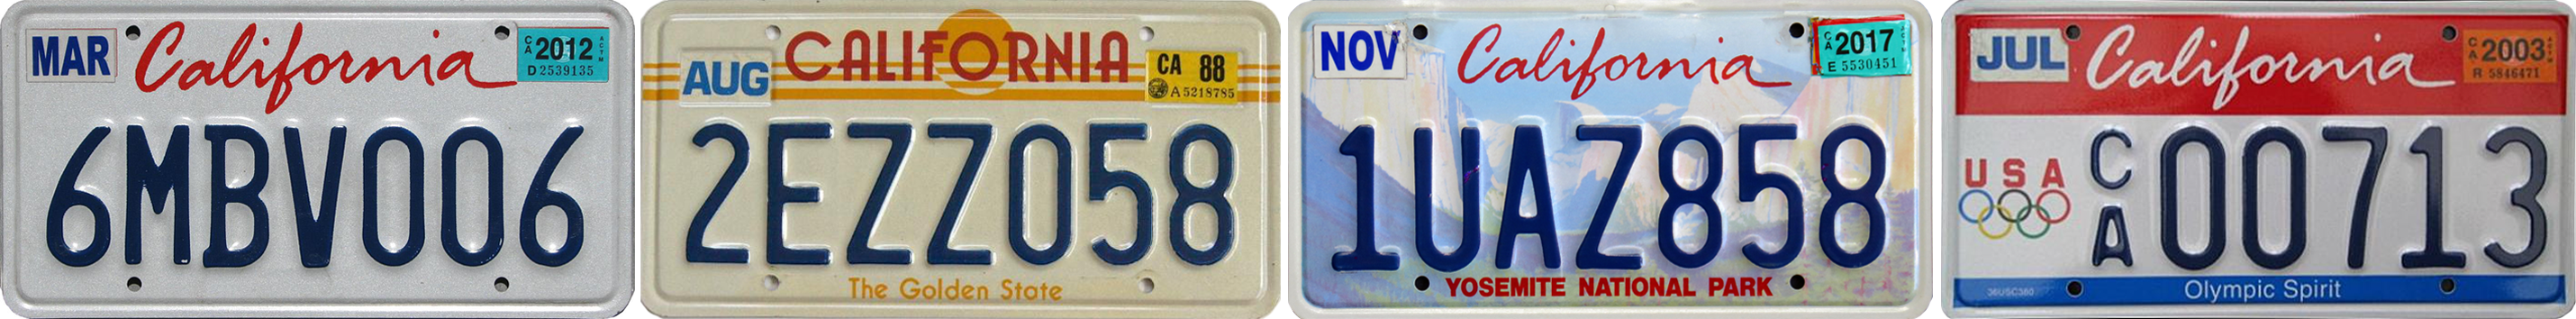 MAR California CA 2012
D 2539135
6MBV006
AUG CALIFORNIA CA 88
A 5218785
2EZZ058
The Golden State
NOV California CA 2017
E 5530451
1UAZ858
YOSEMITE NATIONAL PARK
JUL California CA 2003
R 5846471
USA CA 00713
36USC380 Olympic Spirit